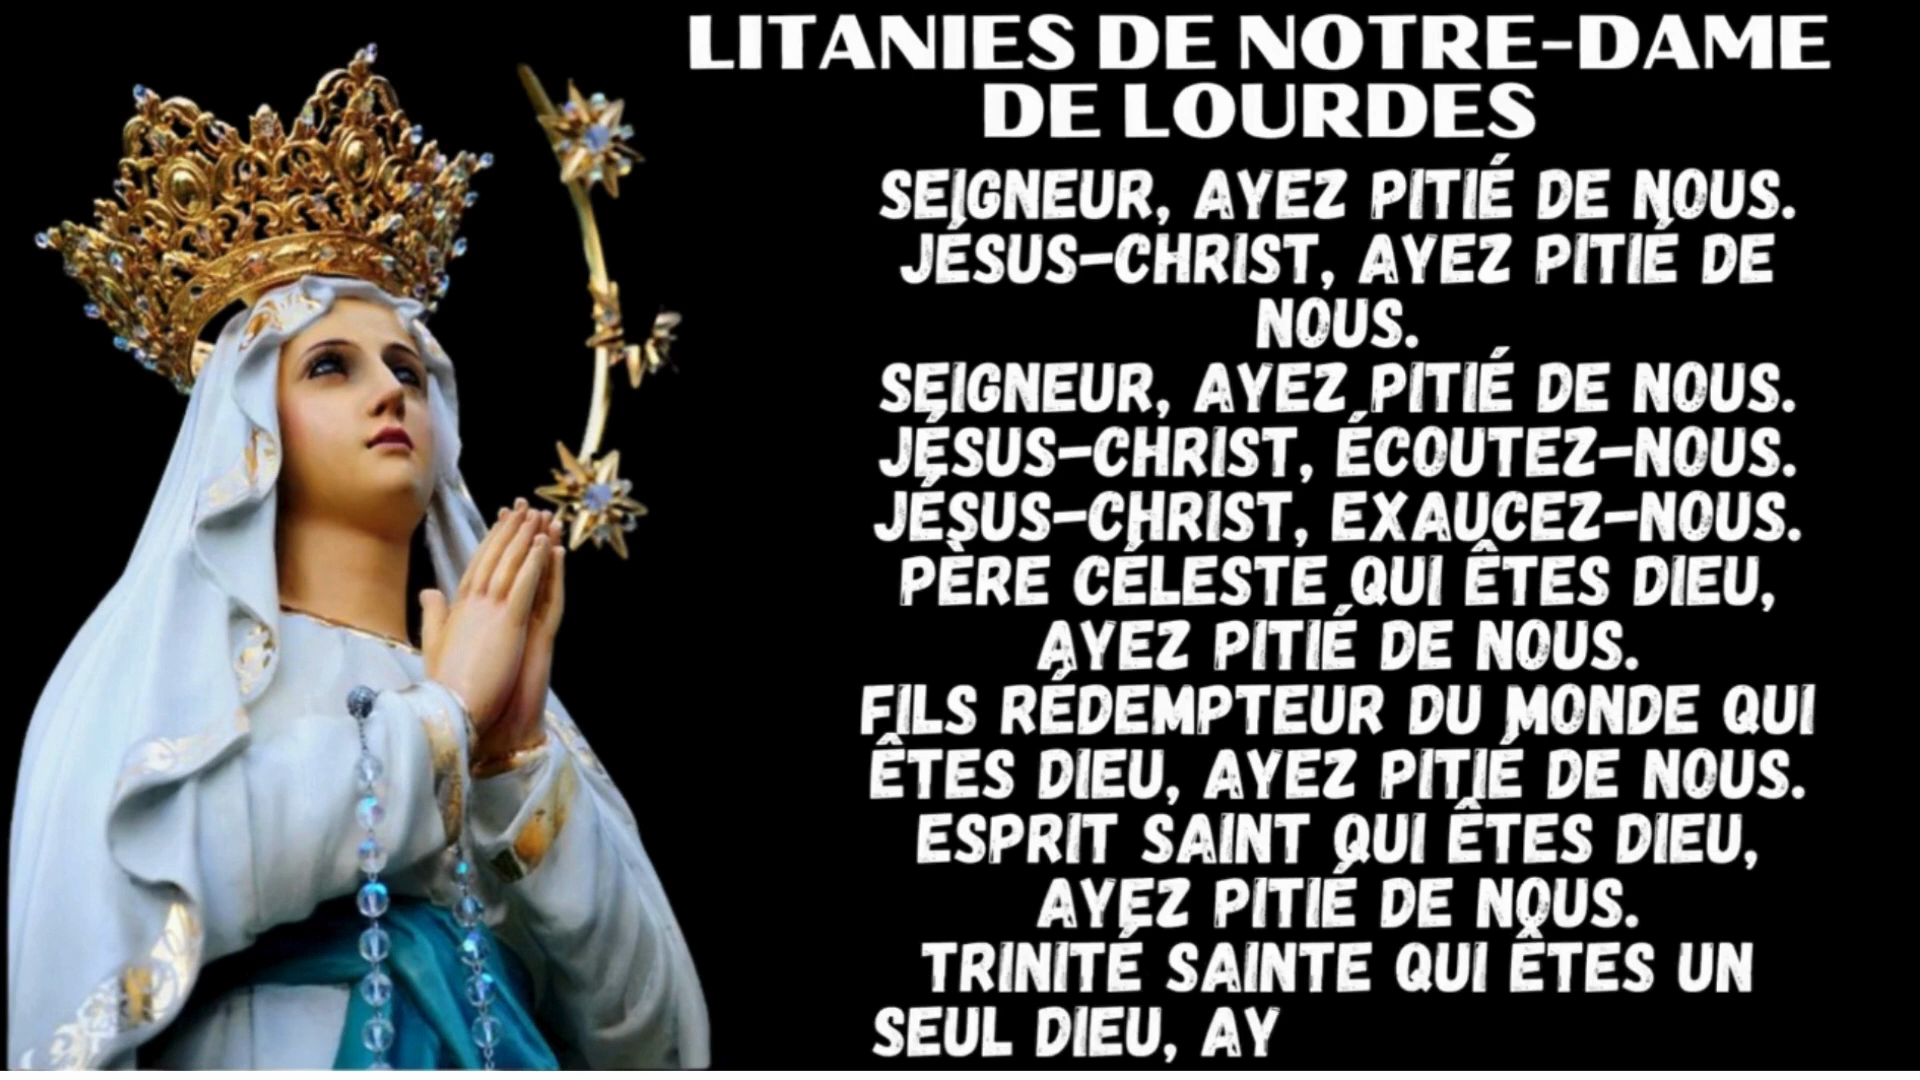 LITANIES DE NOTRE-DAME
DE LOURDES
SEIGNEUR, AYEZ PITIÉ DE NOUS.
JÉSUS-CHRIST, AYEZ PITIÉ DE
NOUS.
SEIGNEUR, AYEZ PITIÉ DE NOUS.
JÉSUS-CHRIST, ÉCOUTEZ-NOUS.
JÉSUS-CHRIST, EXAUCEZ-NOUS.
PÈRE CÉLESTE QUI ÊTES DIEU,
AYEZ PITIÉ DE NOUS.
FILS RÉDEMPTEUR DU MONDE QUI
ÊTES DIEU, AYEZ PITIÉ DE NOUS.
ESPRIT SAINT QUI ÊTES DIEU,
AYEZ PITIÉ DE NOUS.
TRINITÉ SAINTE QUI ÊTES UN
SEUL DIEU, AY